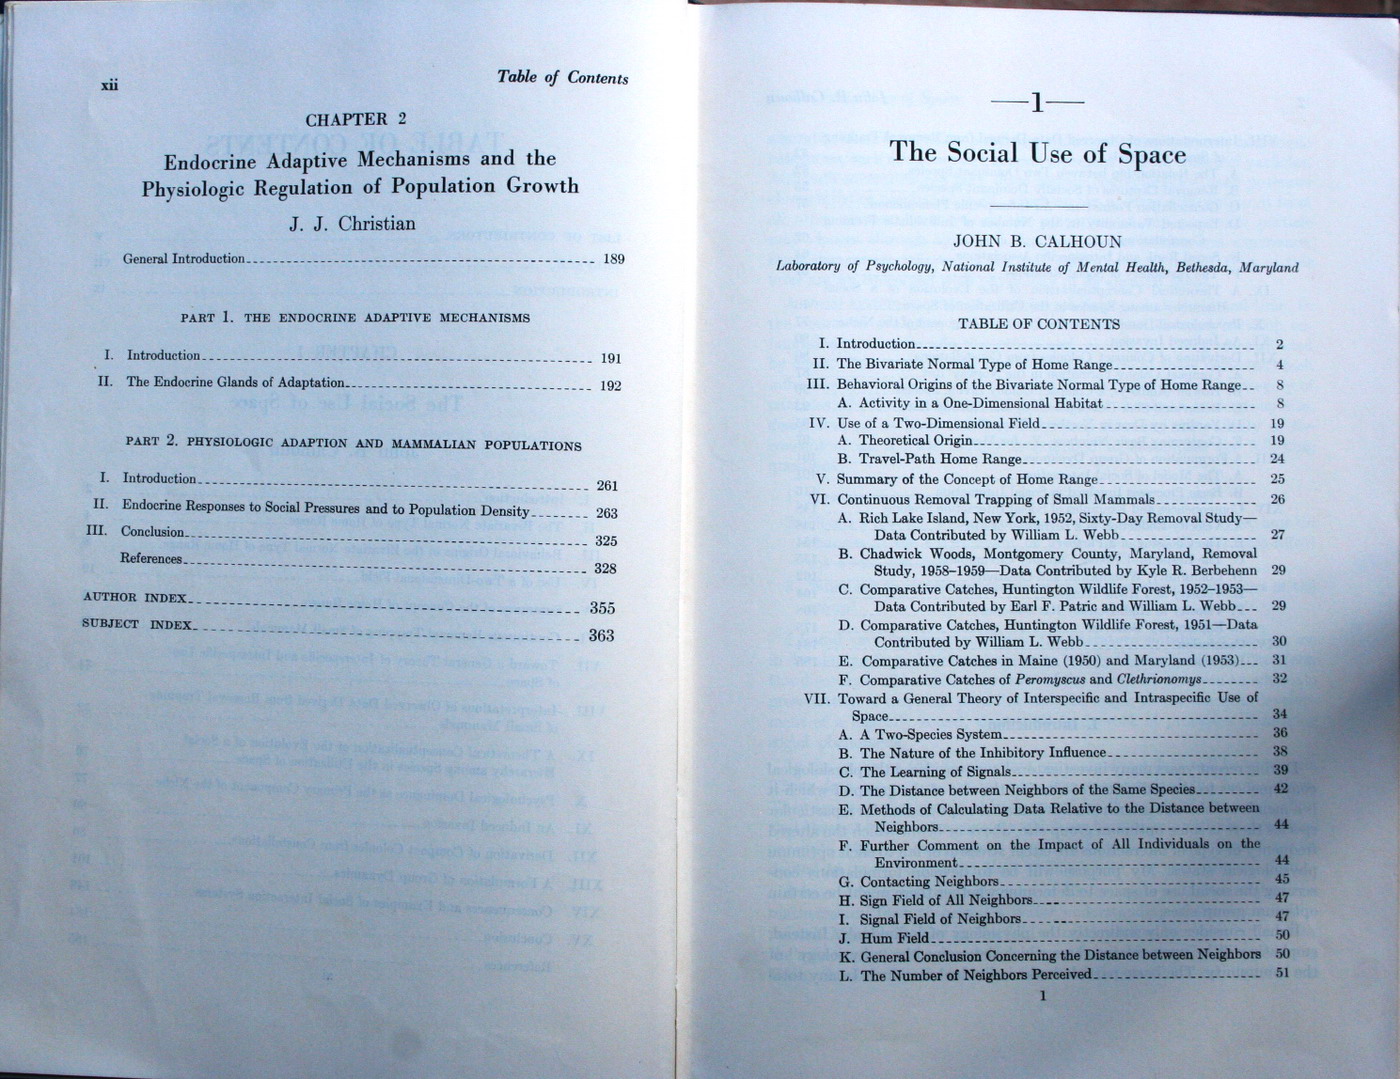 xii
Table of Contents
CHAPTER 2
Endocrine Adaptive Mechanisms and the
Physiologic Regulation of Population Growth
J. J. Christian
General Introduction 189
PART 1. THE ENDOCRINE ADAPTIVE MECHANISMS
I. Introduction 191
II. The Endocrine Glands of Adaptation 192
PART 2. PHYSIOLOGIC ADAPTION AND MAMMALIAN POPULATIONS
I. Introduction 261
II. Endocrine Responses to Social Pressures and to Population Density 263
III. Conclusion 325
References 328
AUTHOR INDEX 355
SUBJECT INDEX 363
—1—
The Social Use of Space
JOHN B. CALHOUN
Laboratory of Psychology, National Institute of Mental Health, Bethesda, Maryland
TABLE OF CONTENTS
I. Introduction 2
II. The Bivariate Normal Type of Home Range 4
III. Behavioral Origins of the Bivariate Normal Type of Home Range 8
A. Activity in a One-Dimensional Habitat 8
IV. Use of a Two-Dimensional Field 19
A. Theoretical Origin 19
B. Travel-Path Home Range 24
V. Summary of the Concept of Home Range 25
VI. Continuous Removal Trapping of Small Mammals 26
A. Rich Lake Island, New York, 1952, Sixty-Day Removal Study—
Data Contributed by William L. Webb 27
B. Chadwick Woods, Montgomery County, Maryland, Removal
Study, 1958–1959—Data Contributed by Kyle R. Berbehenn 29
C. Comparative Catches, Huntington Wildlife Forest, 1952–1953—
Data Contributed by Earl F. Patric and William L. Webb 29
D. Comparative Catches, Huntington Wildlife Forest, 1951—Data
Contributed by William L. Webb 30
E. Comparative Catches in Maine (1950) and Maryland (1953) 31
F. Comparative Catches of Peromyscus and Clethrionomys 32
VII. Toward a General Theory of Interspecific and Intraspecific Use of
Space 34
A. A Two-Species System 36
B. The Nature of the Inhibitory Influence 38
C. The Learning of Signals 39
D. The Distance between Neighbors of the Same Species 42
E. Methods of Calculating Data Relative to the Distance between
Neighbors 44
F. Further Comment on the Impact of All Individuals on the
Environment 44
G. Contacting Neighbors 45
H. Sign Field of All Neighbors 47
I. Signal Field of Neighbors 47
J. Hum Field 50
K. General Conclusion Concerning the Distance between Neighbors 50
L. The Number of Neighbors Perceived 51
1